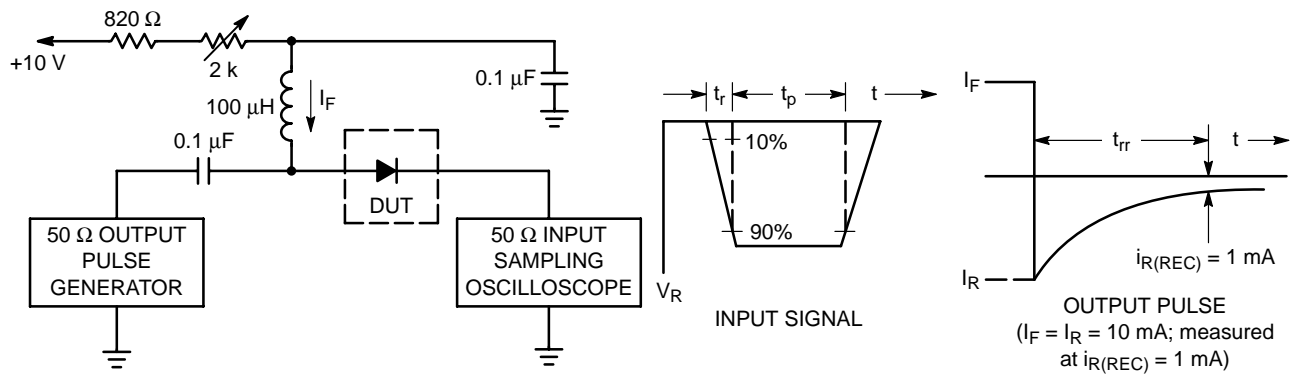 820 Ω
+10 V
2 k
100 μH
I_F
0.1 μF
0.1 μF
DUT
50 Ω OUTPUT
PULSE
GENERATOR
50 Ω INPUT
SAMPLING
OSCILLOSCOPE
t_r
t_p
t
10%
90%
V_R
INPUT SIGNAL
I_F
t_rr
t
I_R
i_R(REC) = 1 mA
OUTPUT PULSE
(I_F = I_R = 10 mA; measured
at i_R(REC) = 1 mA)